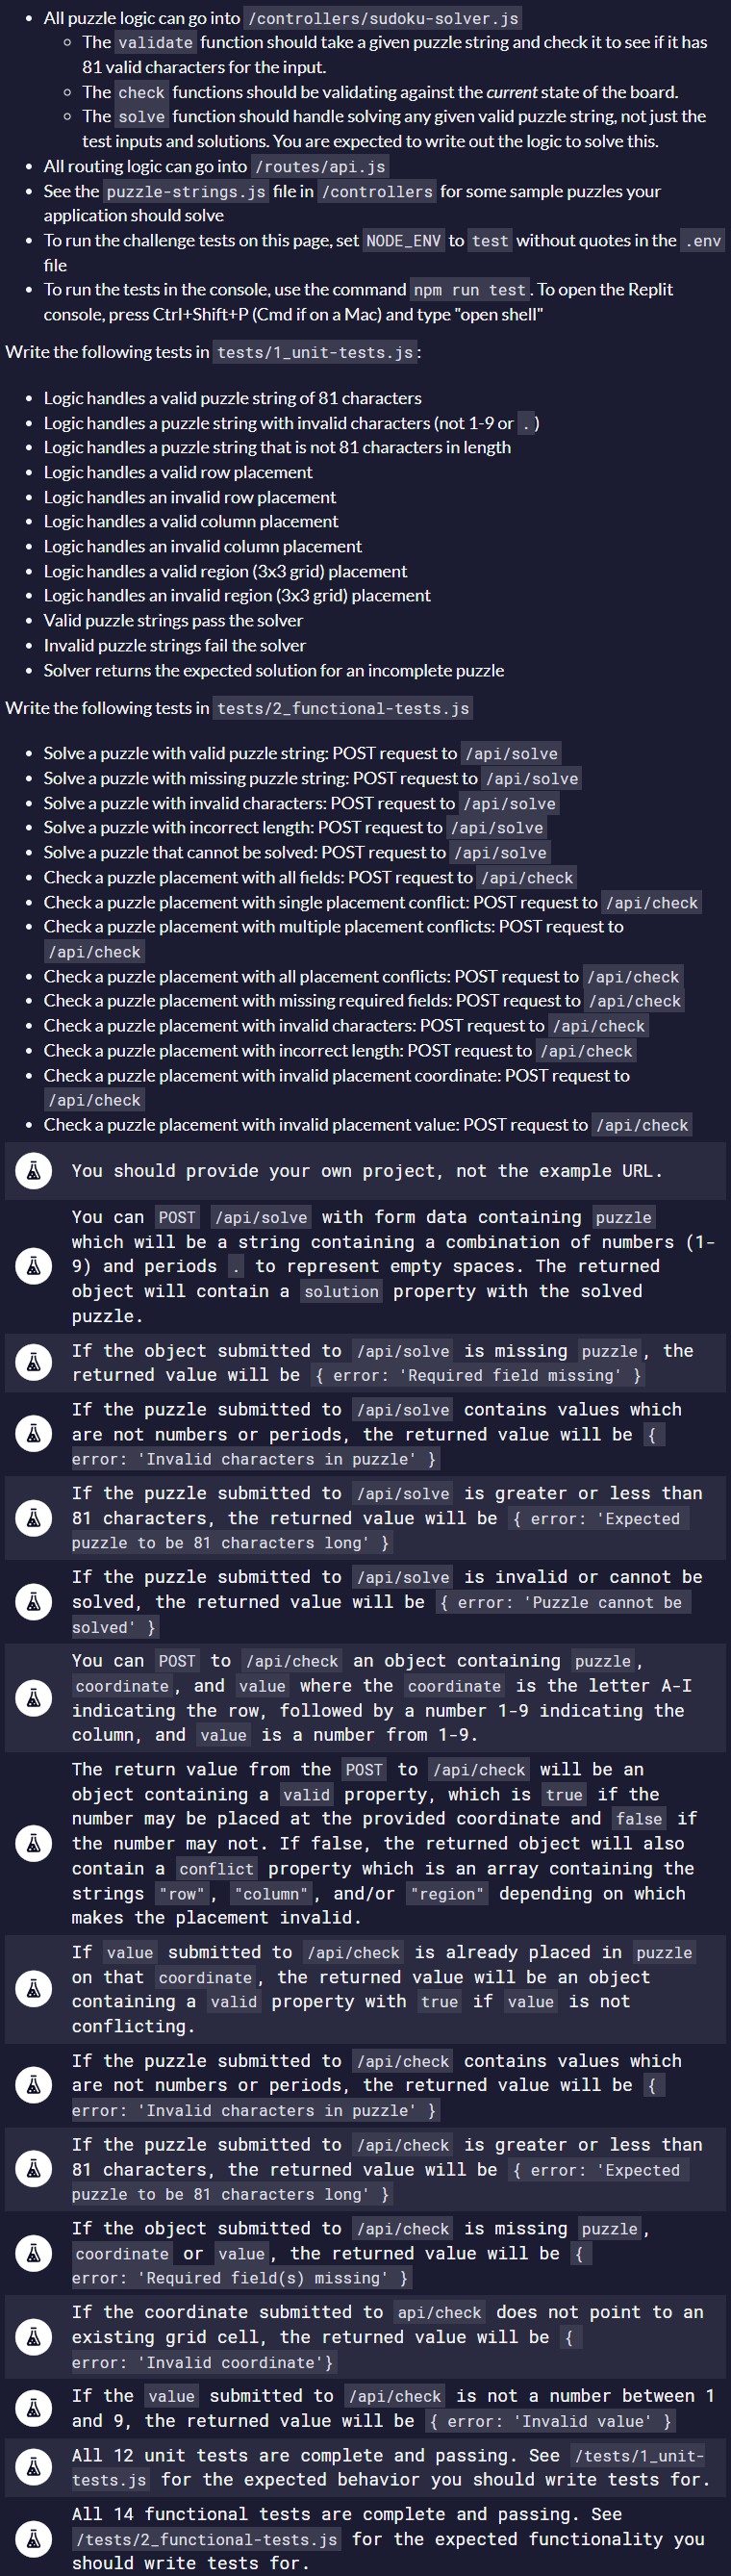 All puzzle logic can go into /controllers/sudoku-solver.js
The validate function should take a given puzzle string and check it to see if it has
81 valid characters for the input.
The check functions should be validating against the current state of the board.
The solve function should handle solving any given valid puzzle string, not just the
test inputs and solutions. You are expected to write out the logic to solve this.
All routing logic can go into /routes/api.js
See the puzzle-strings.js file in /controllers for some sample puzzles your
application should solve
To run the challenge tests on this page, set NODE_ENV to test without quotes in the .env
file
To run the tests in the console, use the command npm run test. To open the Replit
console, press Ctrl+Shift+P (Cmd if on a Mac) and type "open shell"
Write the following tests in tests/1_unit-tests.js:
Logic handles a valid puzzle string of 81 characters
Logic handles a puzzle string with invalid characters (not 1-9 or .)
Logic handles a puzzle string that is not 81 characters in length
Logic handles a valid row placement
Logic handles an invalid row placement
Logic handles a valid column placement
Logic handles an invalid column placement
Logic handles a valid region (3x3 grid) placement
Logic handles an invalid region (3x3 grid) placement
Valid puzzle strings pass the solver
Invalid puzzle strings fail the solver
Solver returns the expected solution for an incomplete puzzle
Write the following tests in tests/2_functional-tests.js
Solve a puzzle with valid puzzle string: POST request to /api/solve
Solve a puzzle with missing puzzle string: POST request to /api/solve
Solve a puzzle with invalid characters: POST request to /api/solve
Solve a puzzle with incorrect length: POST request to /api/solve
Solve a puzzle that cannot be solved: POST request to /api/solve
Check a puzzle placement with all fields: POST request to /api/check
Check a puzzle placement with single placement conflict: POST request to /api/check
Check a puzzle placement with multiple placement conflicts: POST request to
/api/check
Check a puzzle placement with all placement conflicts: POST request to /api/check
Check a puzzle placement with missing required fields: POST request to /api/check
Check a puzzle placement with invalid characters: POST request to /api/check
Check a puzzle placement with incorrect length: POST request to /api/check
Check a puzzle placement with invalid placement coordinate: POST request to
/api/check
Check a puzzle placement with invalid placement value: POST request to /api/check
You should provide your own project, not the example URL.
You can POST /api/solve with form data containing puzzle
which will be a string containing a combination of numbers (1-
9) and periods . to represent empty spaces. The returned
object will contain a solution property with the solved
puzzle.
If the object submitted to /api/solve is missing puzzle, the
returned value will be { error: 'Required field missing' }
If the puzzle submitted to /api/solve contains values which
are not numbers or periods, the returned value will be {
error: 'Invalid characters in puzzle' }
If the puzzle submitted to /api/solve is greater or less than
81 characters, the returned value will be { error: 'Expected
puzzle to be 81 characters long' }
If the puzzle submitted to /api/solve is invalid or cannot be
solved, the returned value will be { error: 'Puzzle cannot be
solved' }
You can POST to /api/check an object containing puzzle,
coordinate, and value where the coordinate is the letter A-I
indicating the row, followed by a number 1-9 indicating the
column, and value is a number from 1-9.
The return value from the POST to /api/check will be an
object containing a valid property, which is true if the
number may be placed at the provided coordinate and false if
the number may not. If false, the returned object will also
contain a conflict property which is an array containing the
strings "row", "column", and/or "region" depending on which
makes the placement invalid.
If value submitted to /api/check is already placed in puzzle
on that coordinate, the returned value will be an object
containing a valid property with true if value is not
conflicting.
If the puzzle submitted to /api/check contains values which
are not numbers or periods, the returned value will be {
error: 'Invalid characters in puzzle' }
If the puzzle submitted to /api/check is greater or less than
81 characters, the returned value will be { error: 'Expected
puzzle to be 81 characters long' }
If the object submitted to /api/check is missing puzzle,
coordinate or value, the returned value will be {
error: 'Required field(s) missing' }
If the coordinate submitted to api/check does not point to an
existing grid cell, the returned value will be {
error: 'Invalid coordinate'}
If the value submitted to /api/check is not a number between 1
and 9, the returned value will be { error: 'Invalid value' }
All 12 unit tests are complete and passing. See /tests/1_unit-
tests.js for the expected behavior you should write tests for.
All 14 functional tests are complete and passing. See
/tests/2_functional-tests.js for the expected functionality you
should write tests for.